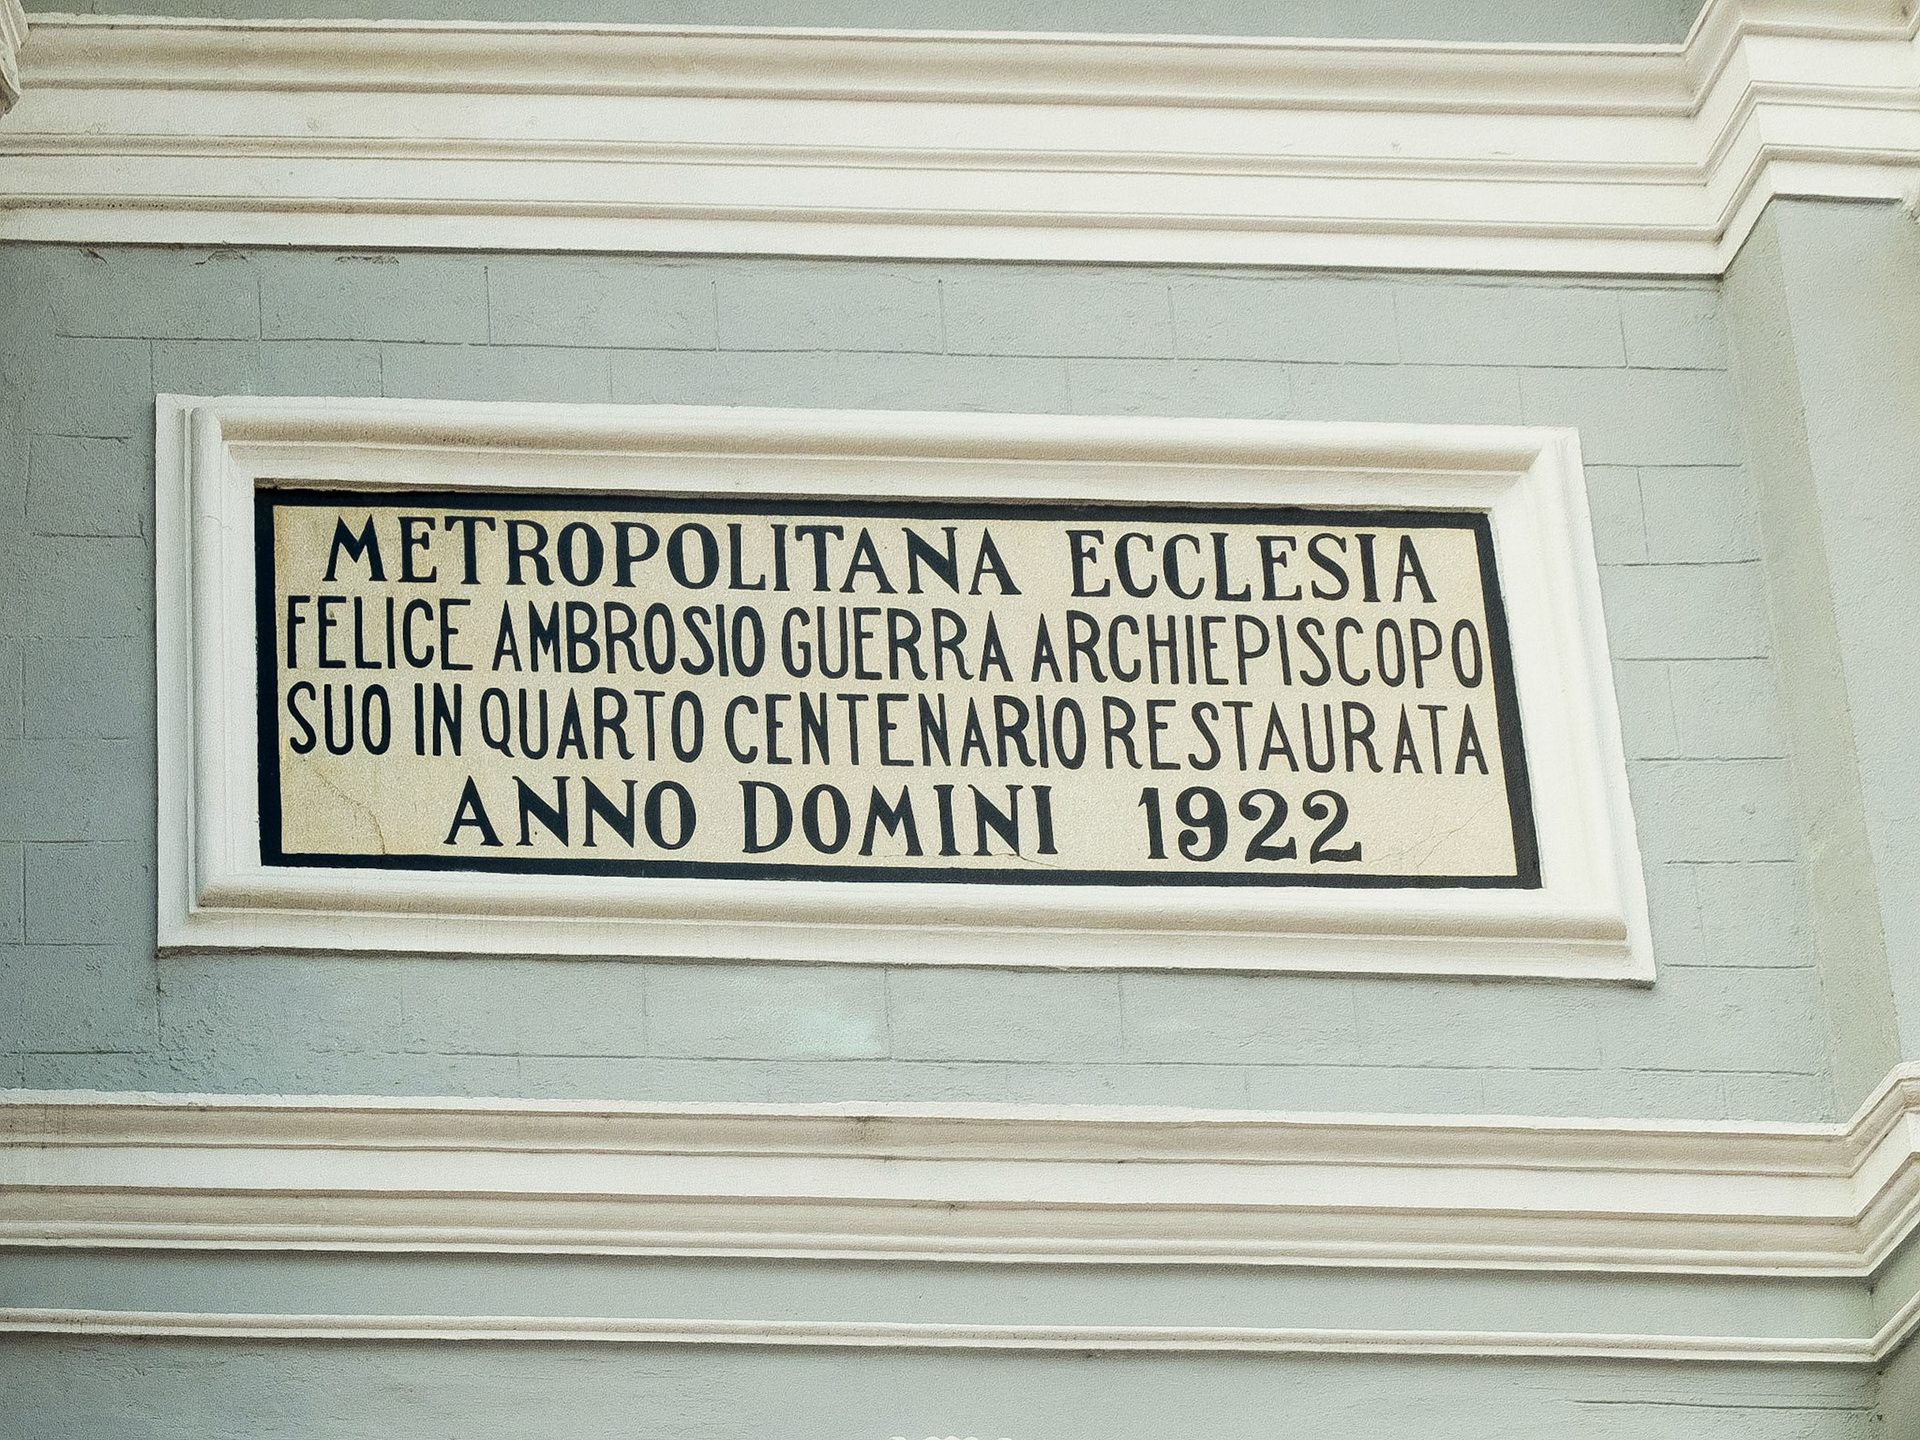 METROPOLITANA ECCLESIA
FELICE AMBROSIO GUERRA ARCHIEPISCOPO
SUO IN QUARTO CENTENARIO RESTAURATA
ANNO DOMINI 1922